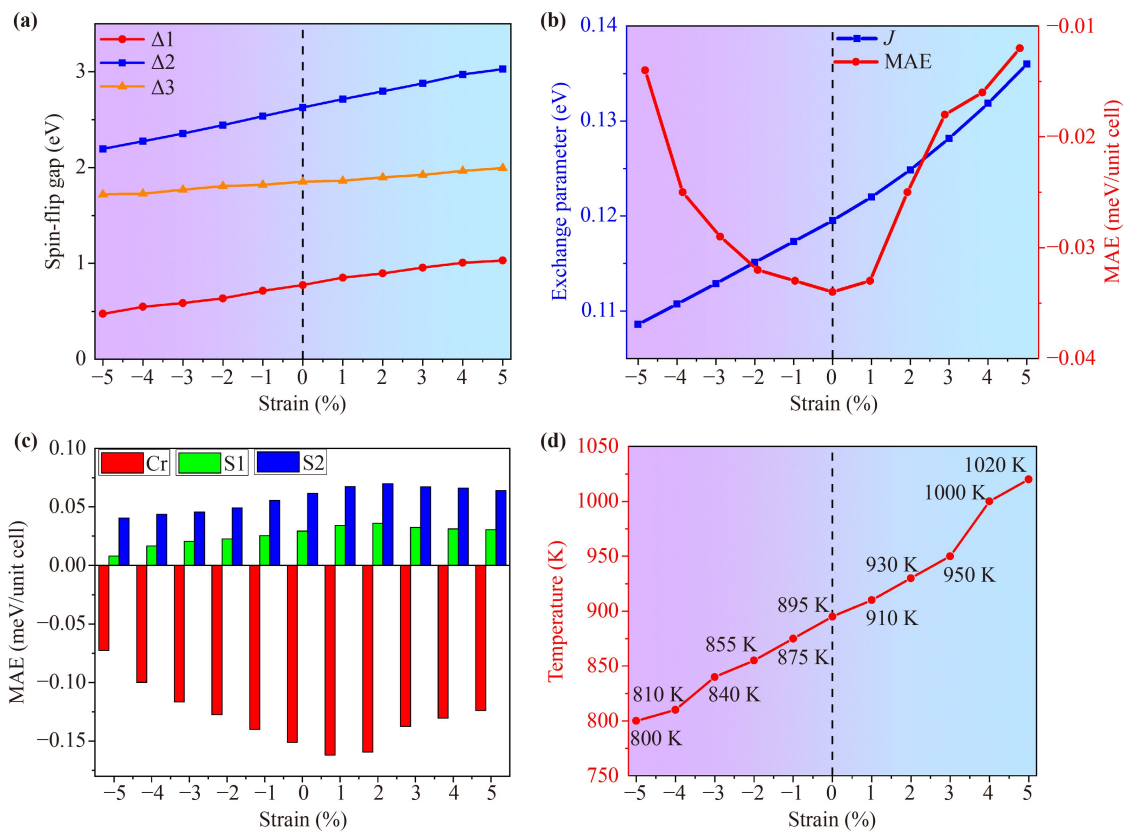 (a)
Δ1
Δ2
Δ3
Spin-flip gap (eV)
3
2
1
0
−5 −4 −3 −2 −1 0 1 2 3 4 5
Strain (%)
(b)
J
MAE
Exchange parameter (eV)
0.14
0.13
0.12
0.11
−0.01
−0.02
−0.03
−0.04
MAE (meV/unit cell)
−5 −4 −3 −2 −1 0 1 2 3 4 5
Strain (%)
(c)
Cr S1 S2
MAE (meV/unit cell)
0.10
0.05
0.00
−0.05
−0.10
−0.15
−5 −4 −3 −2 −1 0 1 2 3 4 5
Strain (%)
(d)
Temperature (K)
1050
1000
950
900
850
800
750
1020 K
1000 K
930 K
950 K
895 K
910 K
855 K
875 K
810 K
840 K
800 K
−5 −4 −3 −2 −1 0 1 2 3 4 5
Strain (%)